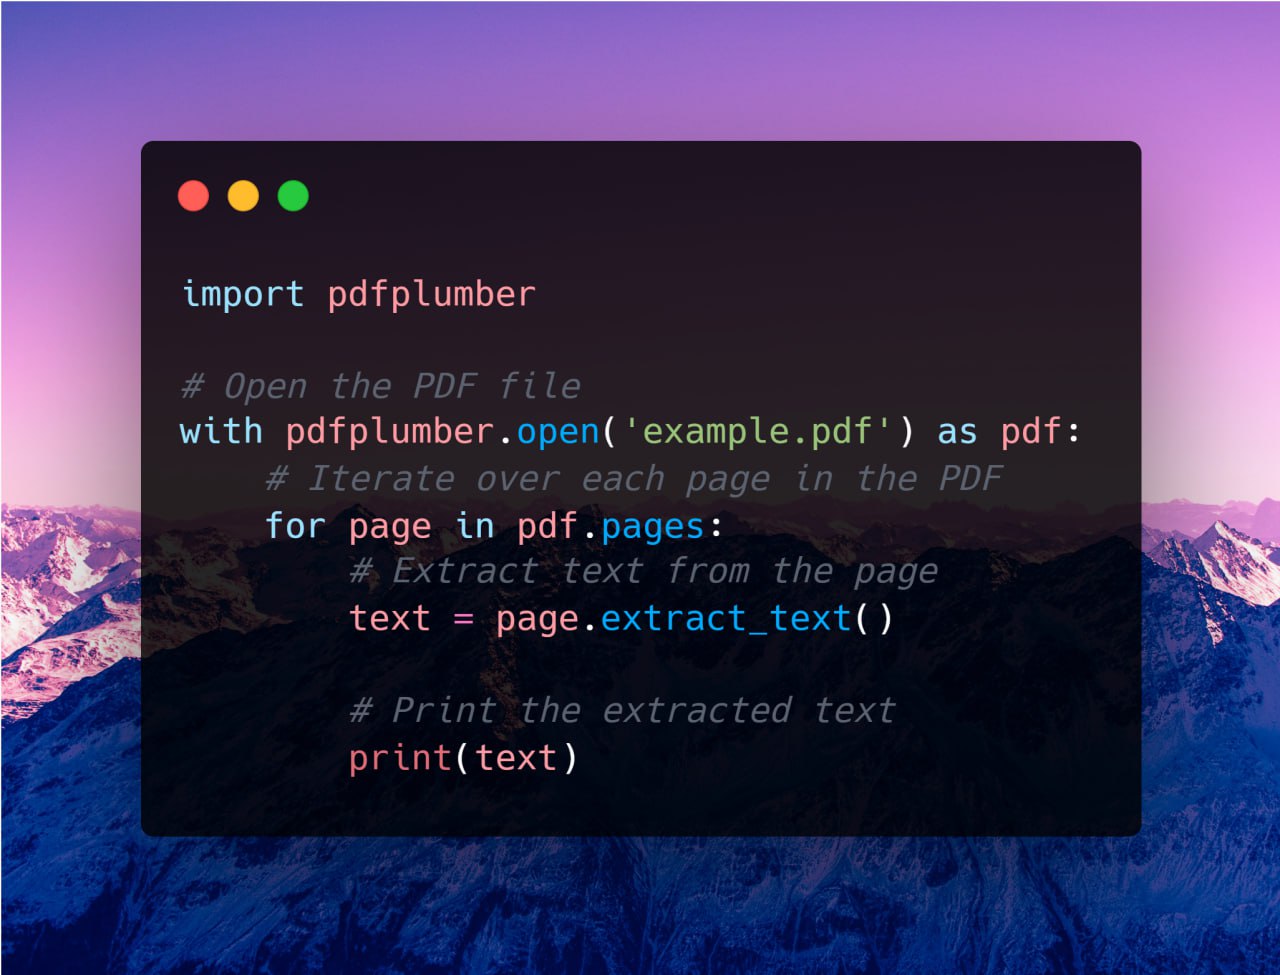 import pdfplumber
# Open the PDF file
with pdfplumber.open('example.pdf') as pdf:
    # Iterate over each page in the PDF
    for page in pdf.pages:
        # Extract text from the page
        text = page.extract_text()
        # Print the extracted text
        print(text)